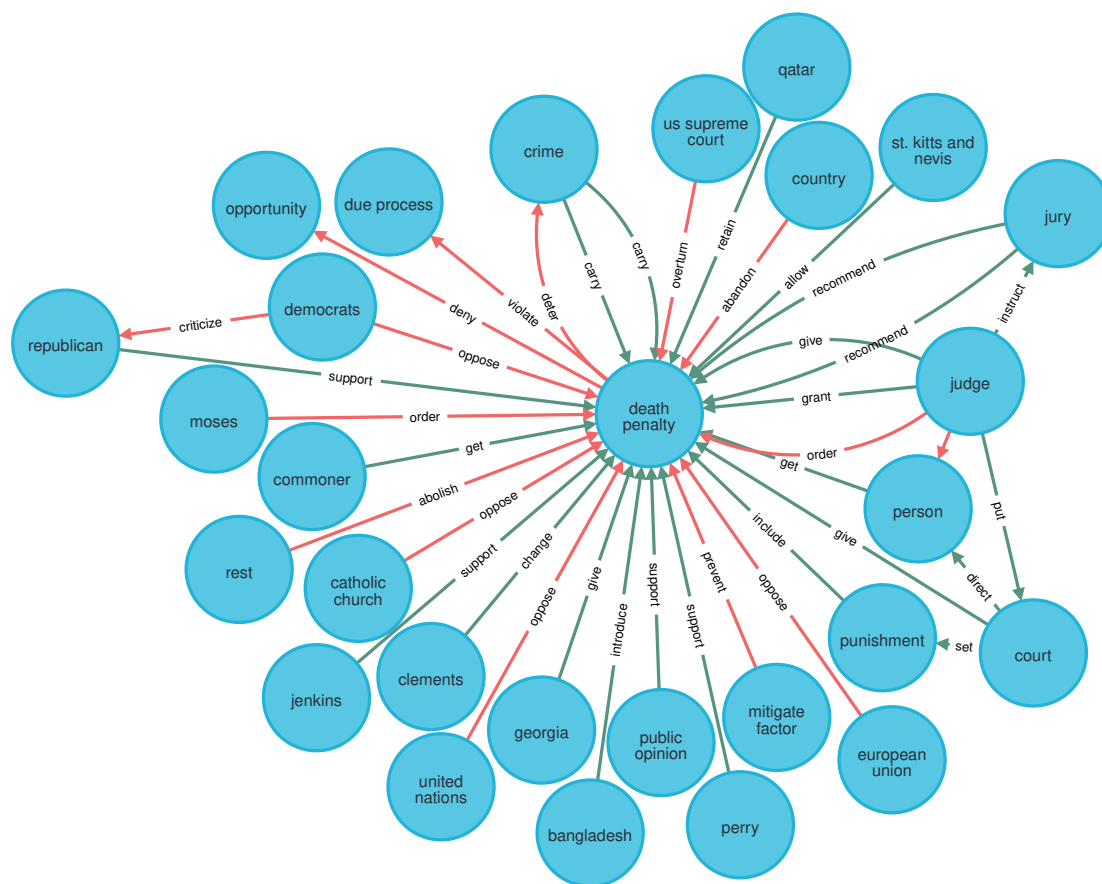 qatar
us supreme
court
st. kitts and
nevis
crime
country
opportunity
due process
jury
carry
carry
overturn
retain
abandon
allow
recommend
instruct
deter
violate
deny
democrats
criticize
republican
oppose
give
recommend
support
judge
grant
death
penalty
moses
order
order
get
get
commoner
abolish
person
put
oppose
include
give
rest
support
change
prevent
oppose
catholic
church
oppose
give
direct
introduce
support
support
punishment
set
court
clements
jenkins
georgia
public
opinion
mitigate
factor
european
union
united
nations
bangladesh
perry